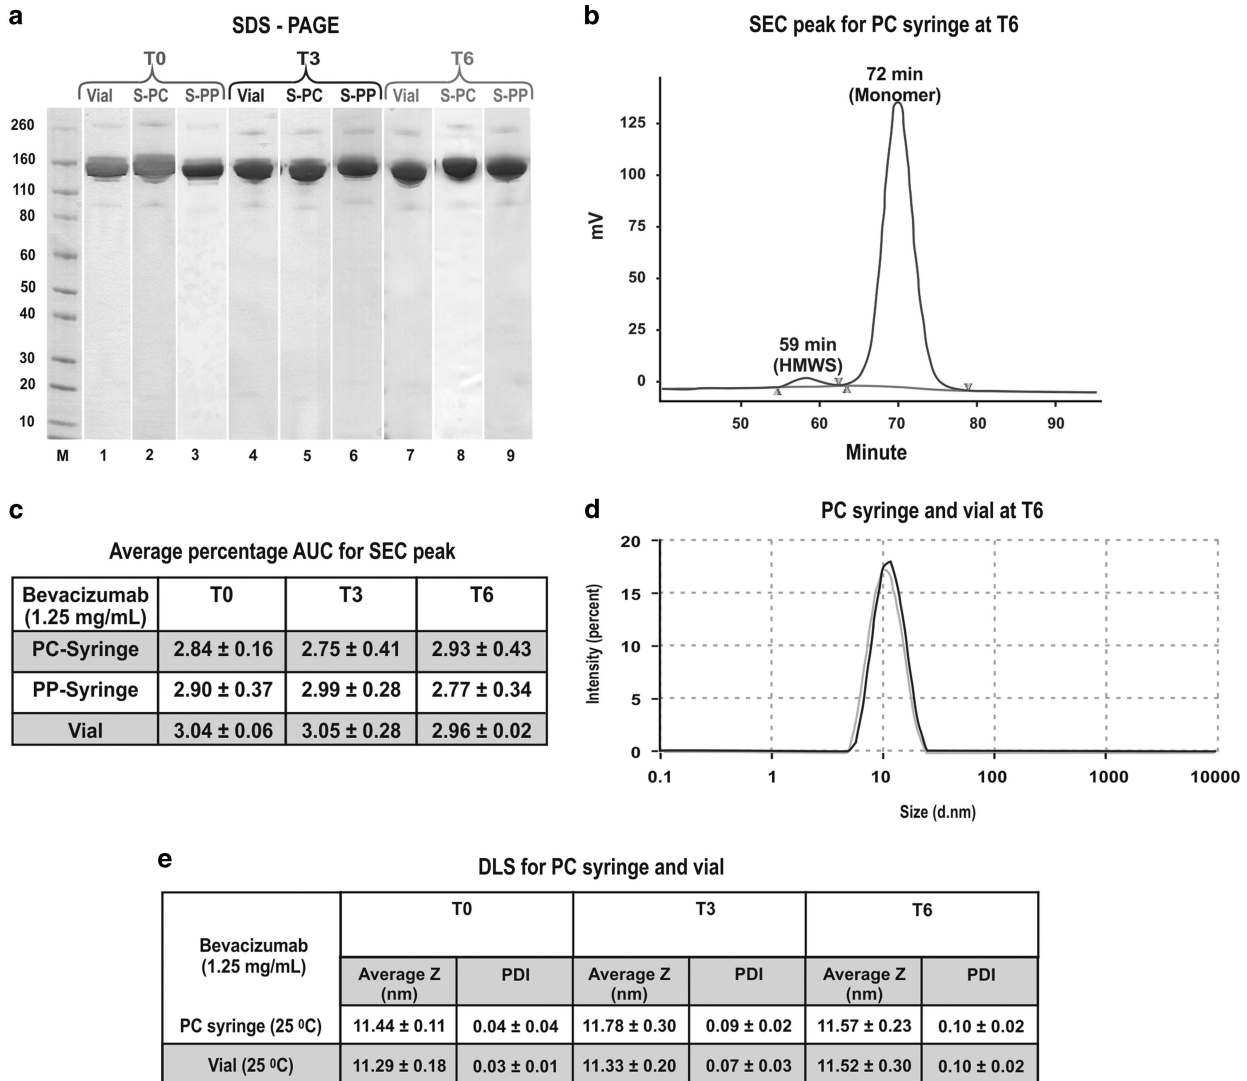 a
SDS - PAGE
T0 T3 T6
Vial S-PC S-PP Vial S-PC S-PP Vial S-PC S-PP
260
160
110
80
60
50
40
30
20
10
M 1 2 3 4 5 6 7 8 9
b
SEC peak for PC syringe at T6
72 min
(Monomer)
125
100
75
50
25
0
mV
59 min
(HMWS)
50 60 70 80 90
Minute
c
Average percentage AUC for SEC peak
Bevacizumab T0 T3 T6
(1.25 mg/mL)
PC-Syringe 2.84 ± 0.16 2.75 ± 0.41 2.93 ± 0.43
PP-Syringe 2.90 ± 0.37 2.99 ± 0.28 2.77 ± 0.34
Vial 3.04 ± 0.06 3.05 ± 0.28 2.96 ± 0.02
d
PC syringe and vial at T6
20
15
10
5
0
Intensity (percent)
0.1 1 10 100 1000 10000
Size (d.nm)
e
DLS for PC syringe and vial
T0 T3 T6
Bevacizumab
(1.25 mg/mL)
Average Z PDI Average Z PDI Average Z PDI
(nm) (nm) (nm)
PC syringe (25 ⁰C) 11.44 ± 0.11 0.04 ± 0.04 11.78 ± 0.30 0.09 ± 0.02 11.57 ± 0.23 0.10 ± 0.02
Vial (25 ⁰C) 11.29 ± 0.18 0.03 ± 0.01 11.33 ± 0.20 0.07 ± 0.03 11.52 ± 0.30 0.10 ± 0.02